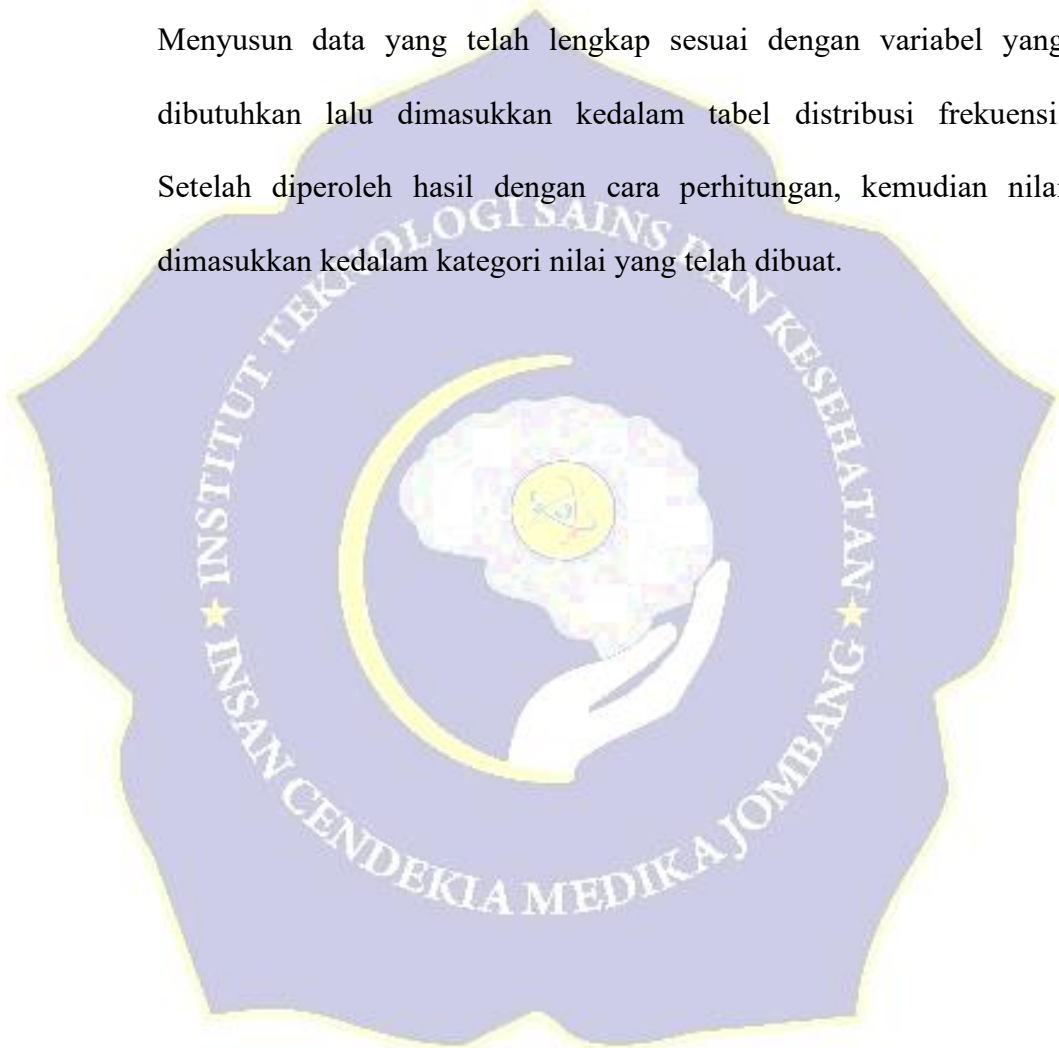 Menyusun data yang telah lengkap sesuai dengan variabel yang
dibutuhkan lalu dimasukkan kedalam tabel distribusi frekuensi
Setelah diperoleh hasil dengan cara perhitungan, kemudian nilai
dimasukkan kedalam kategori nilai yang telah dibuat.
INSTITUT TEKNOLOGI SAINS DAN KESEHATAN
INSAN CENDEKIA MEDIKA JOMBANG